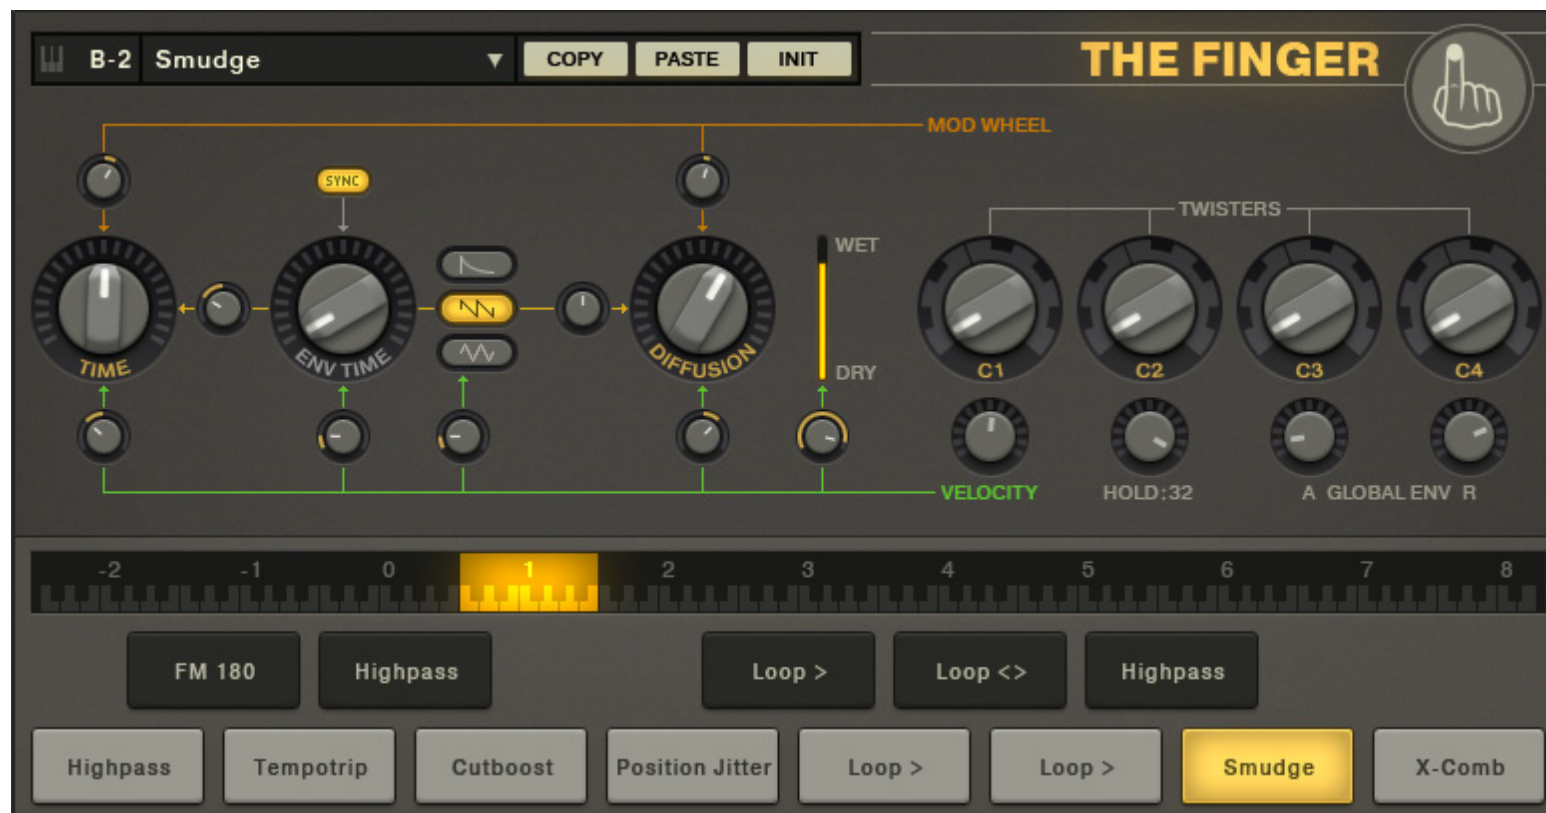 B-2 Smudge COPY PASTE INIT
THE FINGER
MOD WHEEL
SYNC
TWISTERS
WET
DRY
TIME ENV TIME DIFFUSION C1 C2 C3 C4
VELOCITY HOLD:32 A GLOBAL ENV R
-2 -1 0 1 2 3 4 5 6 7 8
FM 180 Highpass Loop > Loop <> Highpass
Highpass Tempotrip Cutboost Position Jitter Loop > Loop > Smudge X-Comb